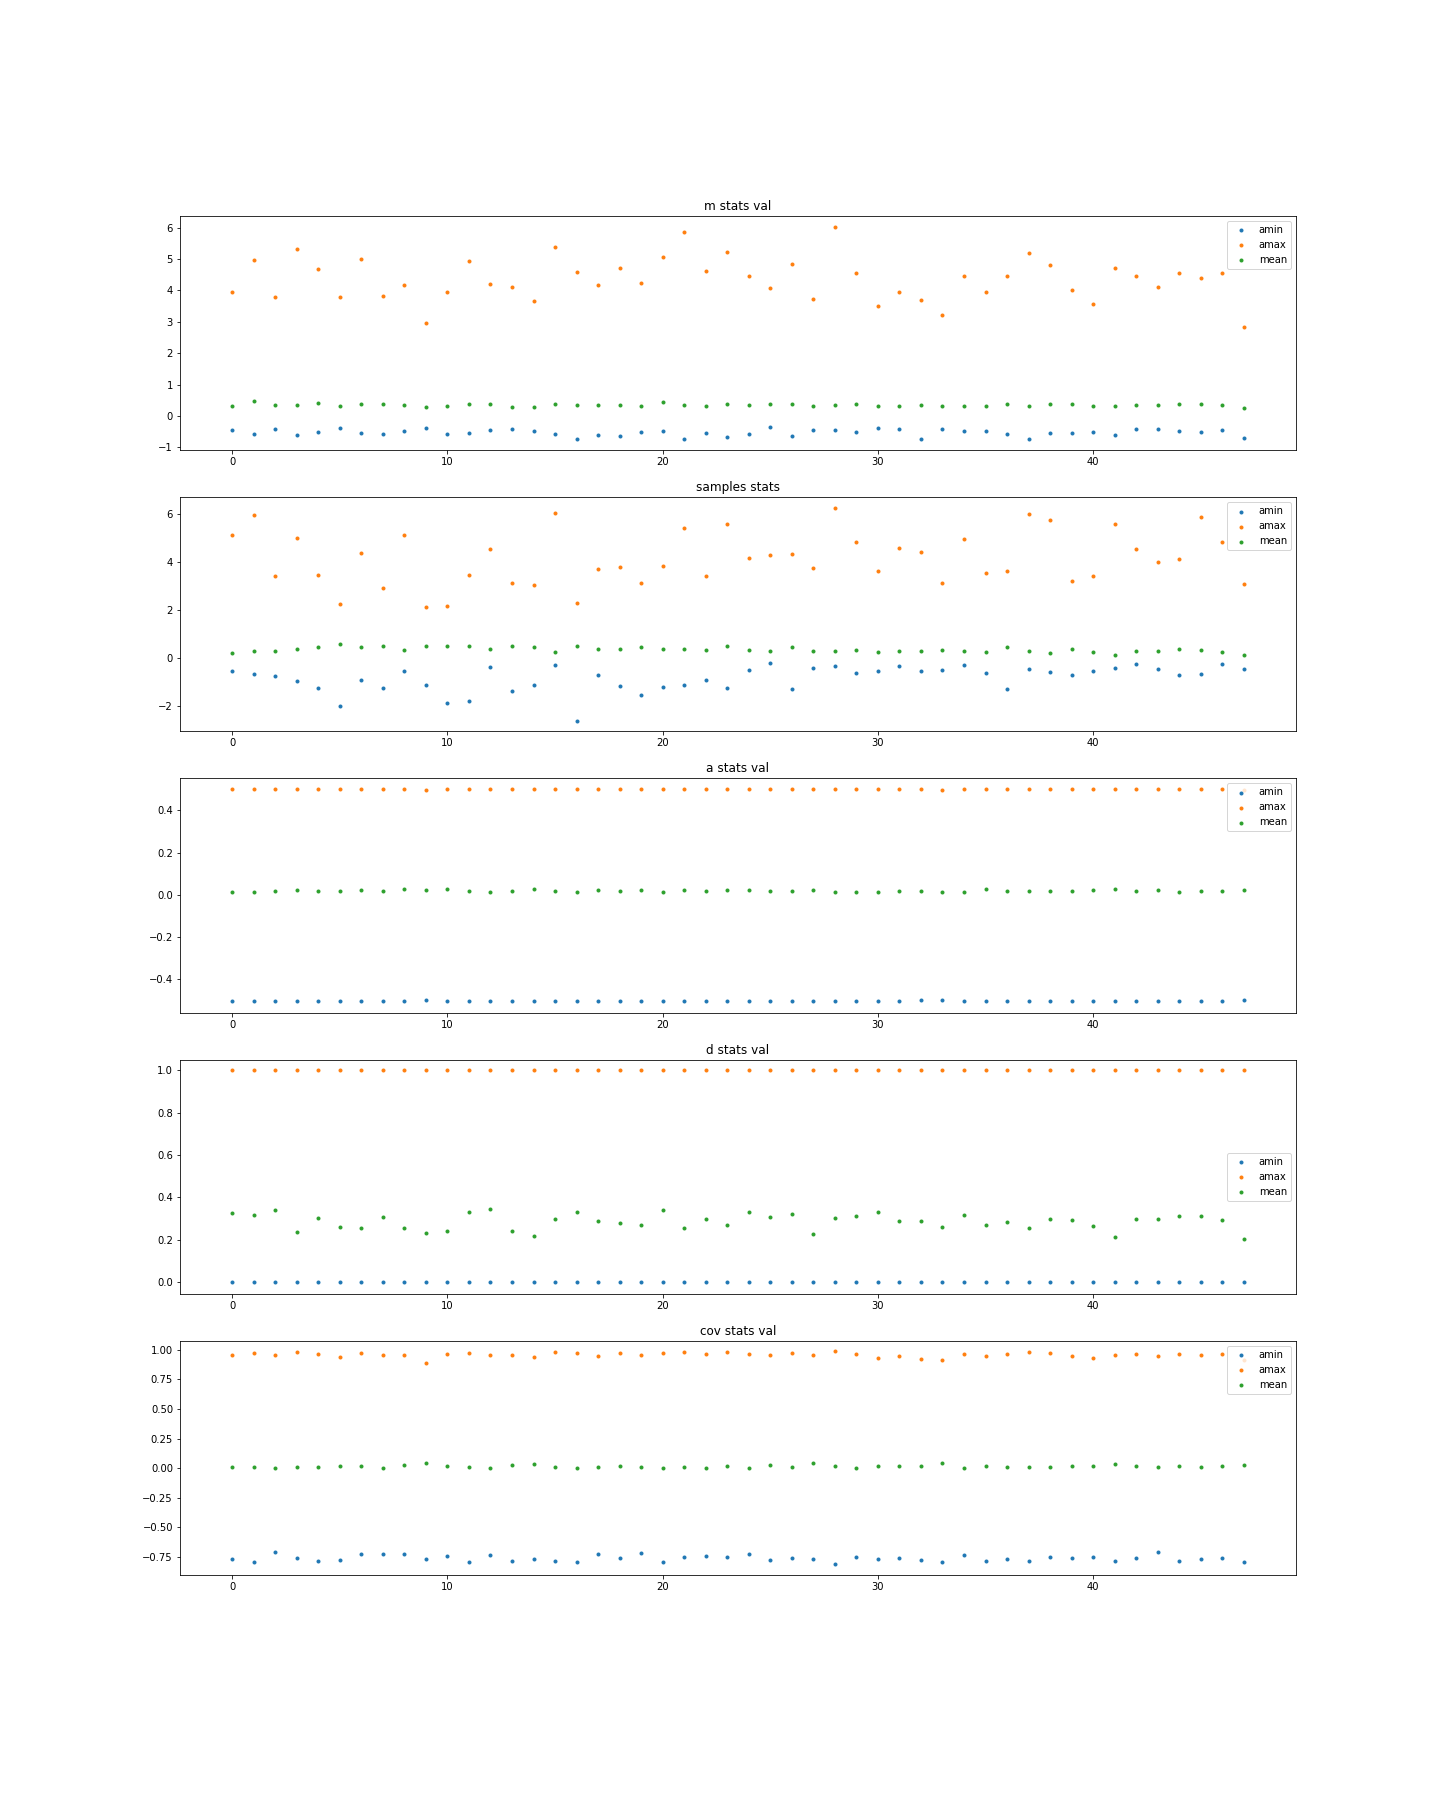 m stats val
6
5
4
3
2
1
0
−1
amin
amax
mean
0 10 20 30 40
samples stats
6
4
2
0
−2
amin
amax
mean
0 10 20 30 40
a stats val
0.4
0.2
0.0
−0.2
−0.4
amin
amax
mean
0 10 20 30 40
d stats val
1.0
0.8
0.6
0.4
0.2
0.0
amin
amax
mean
0 10 20 30 40
cov stats val
1.00
0.75
0.50
0.25
0.00
−0.25
−0.50
−0.75
amin
amax
mean
0 10 20 30 40